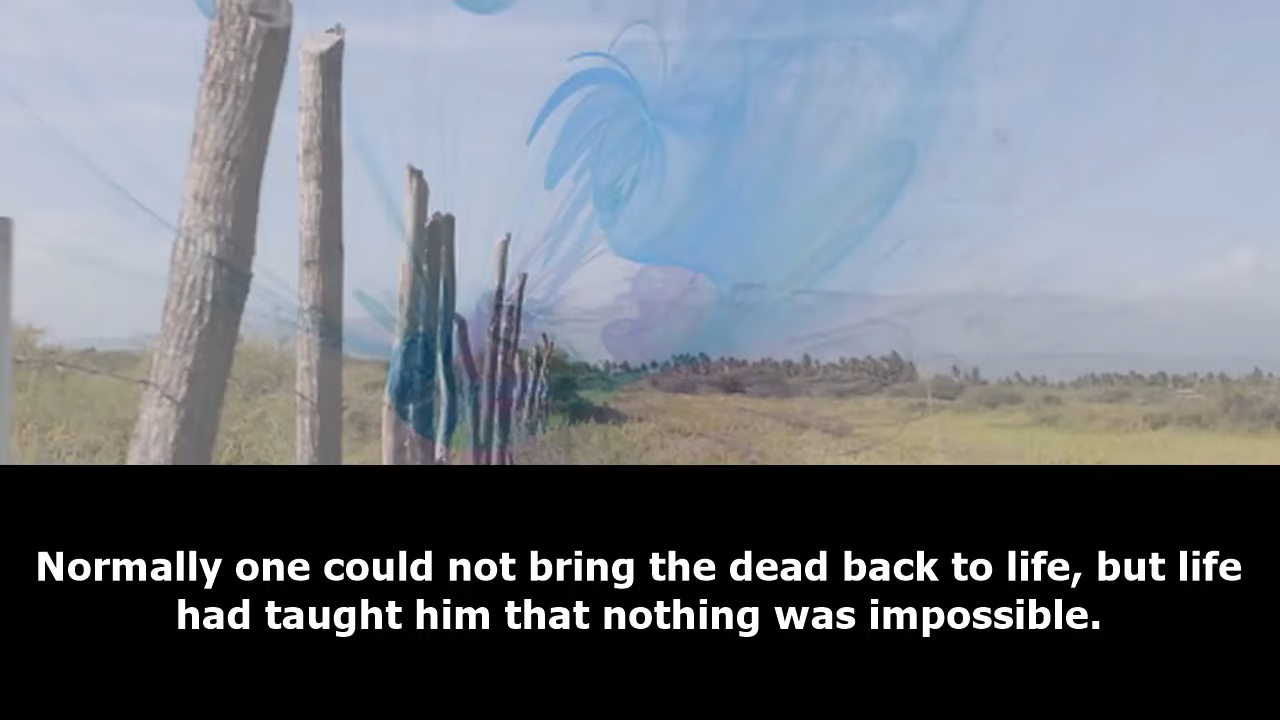 Normally one could not bring the dead back to life, but life
had taught him that nothing was impossible.